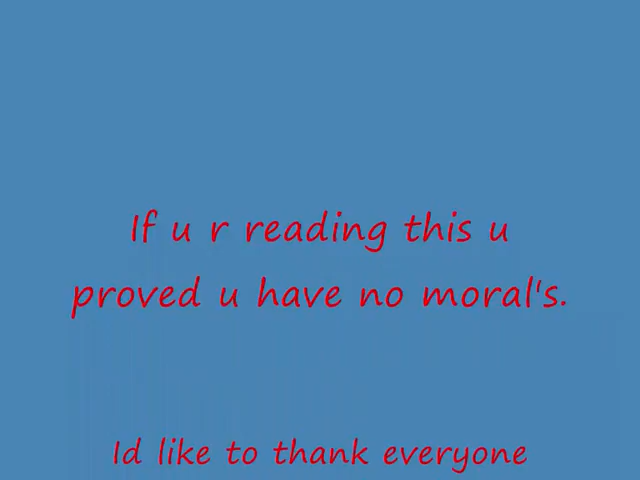 If u r reading this u
proved u have no moral's.
Id like to thank everyone